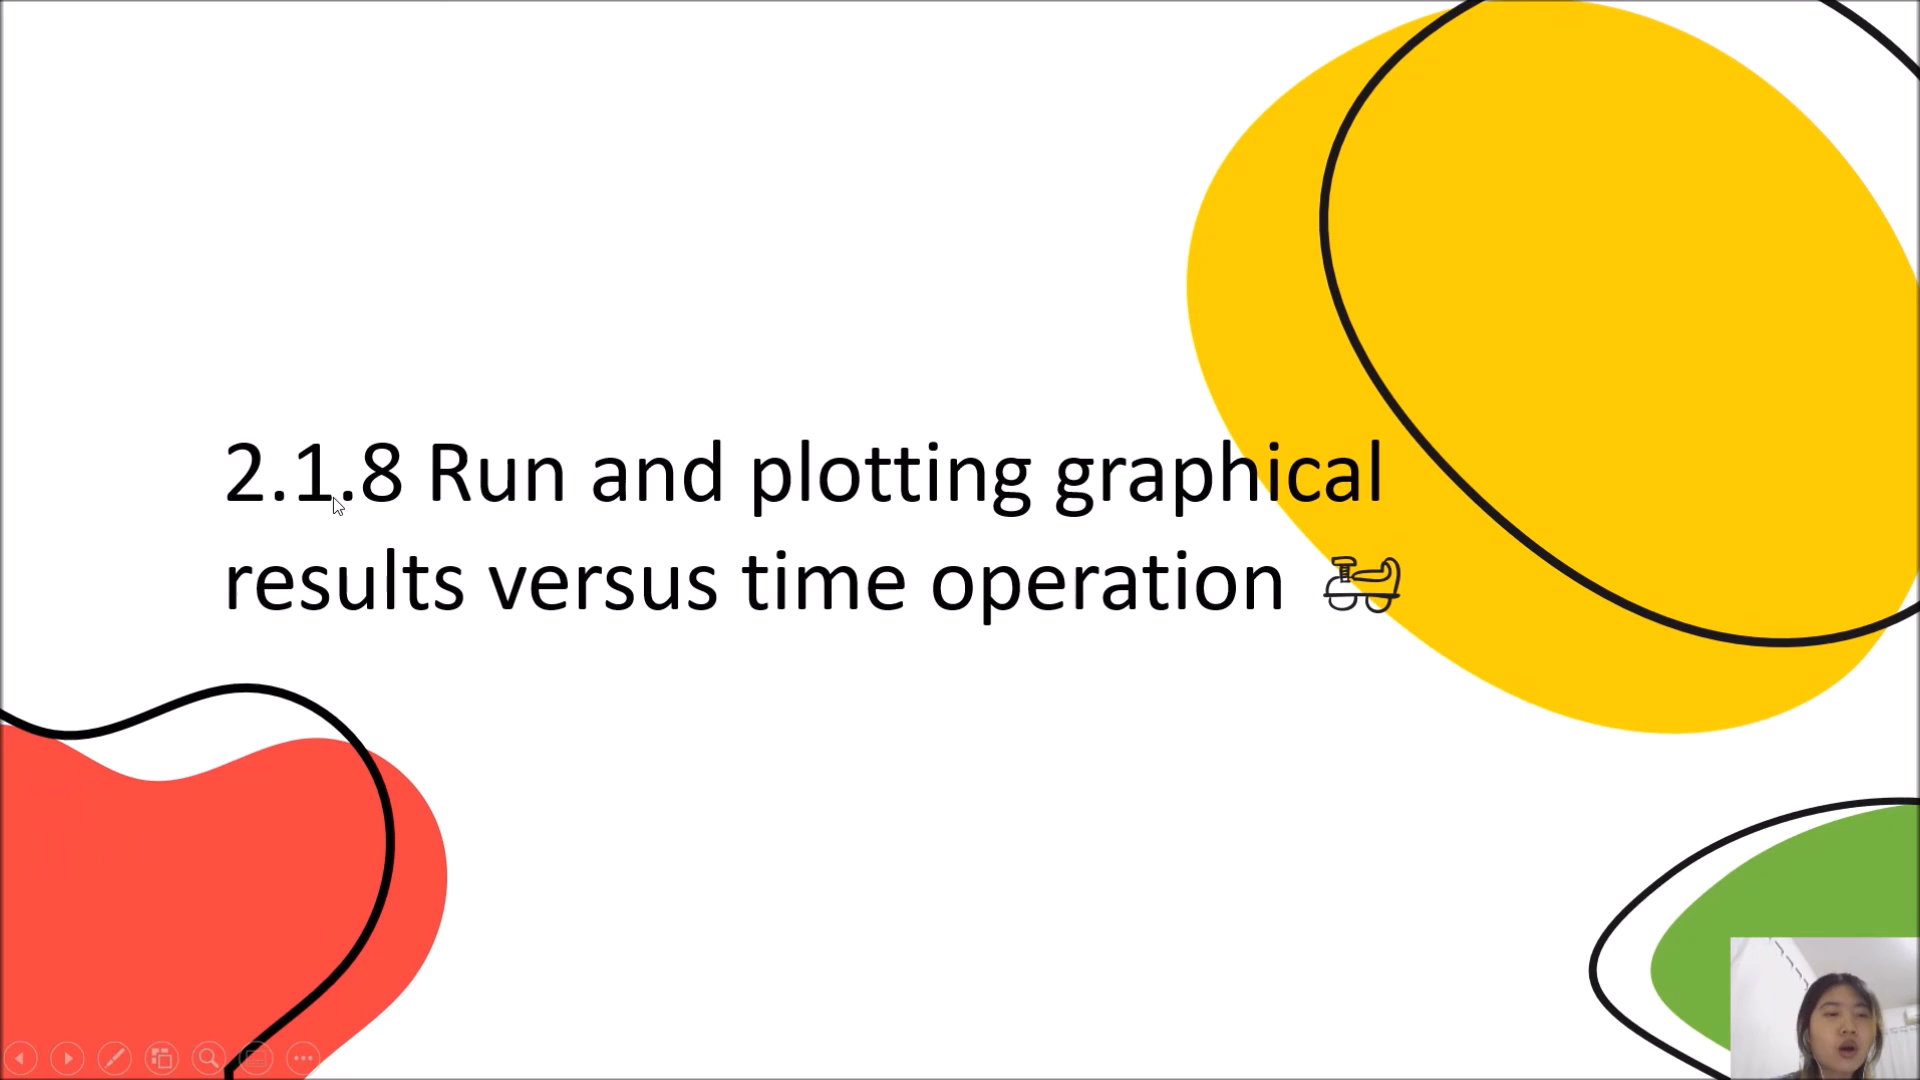 2.1.8 Run and plotting graphical
results versus time operation